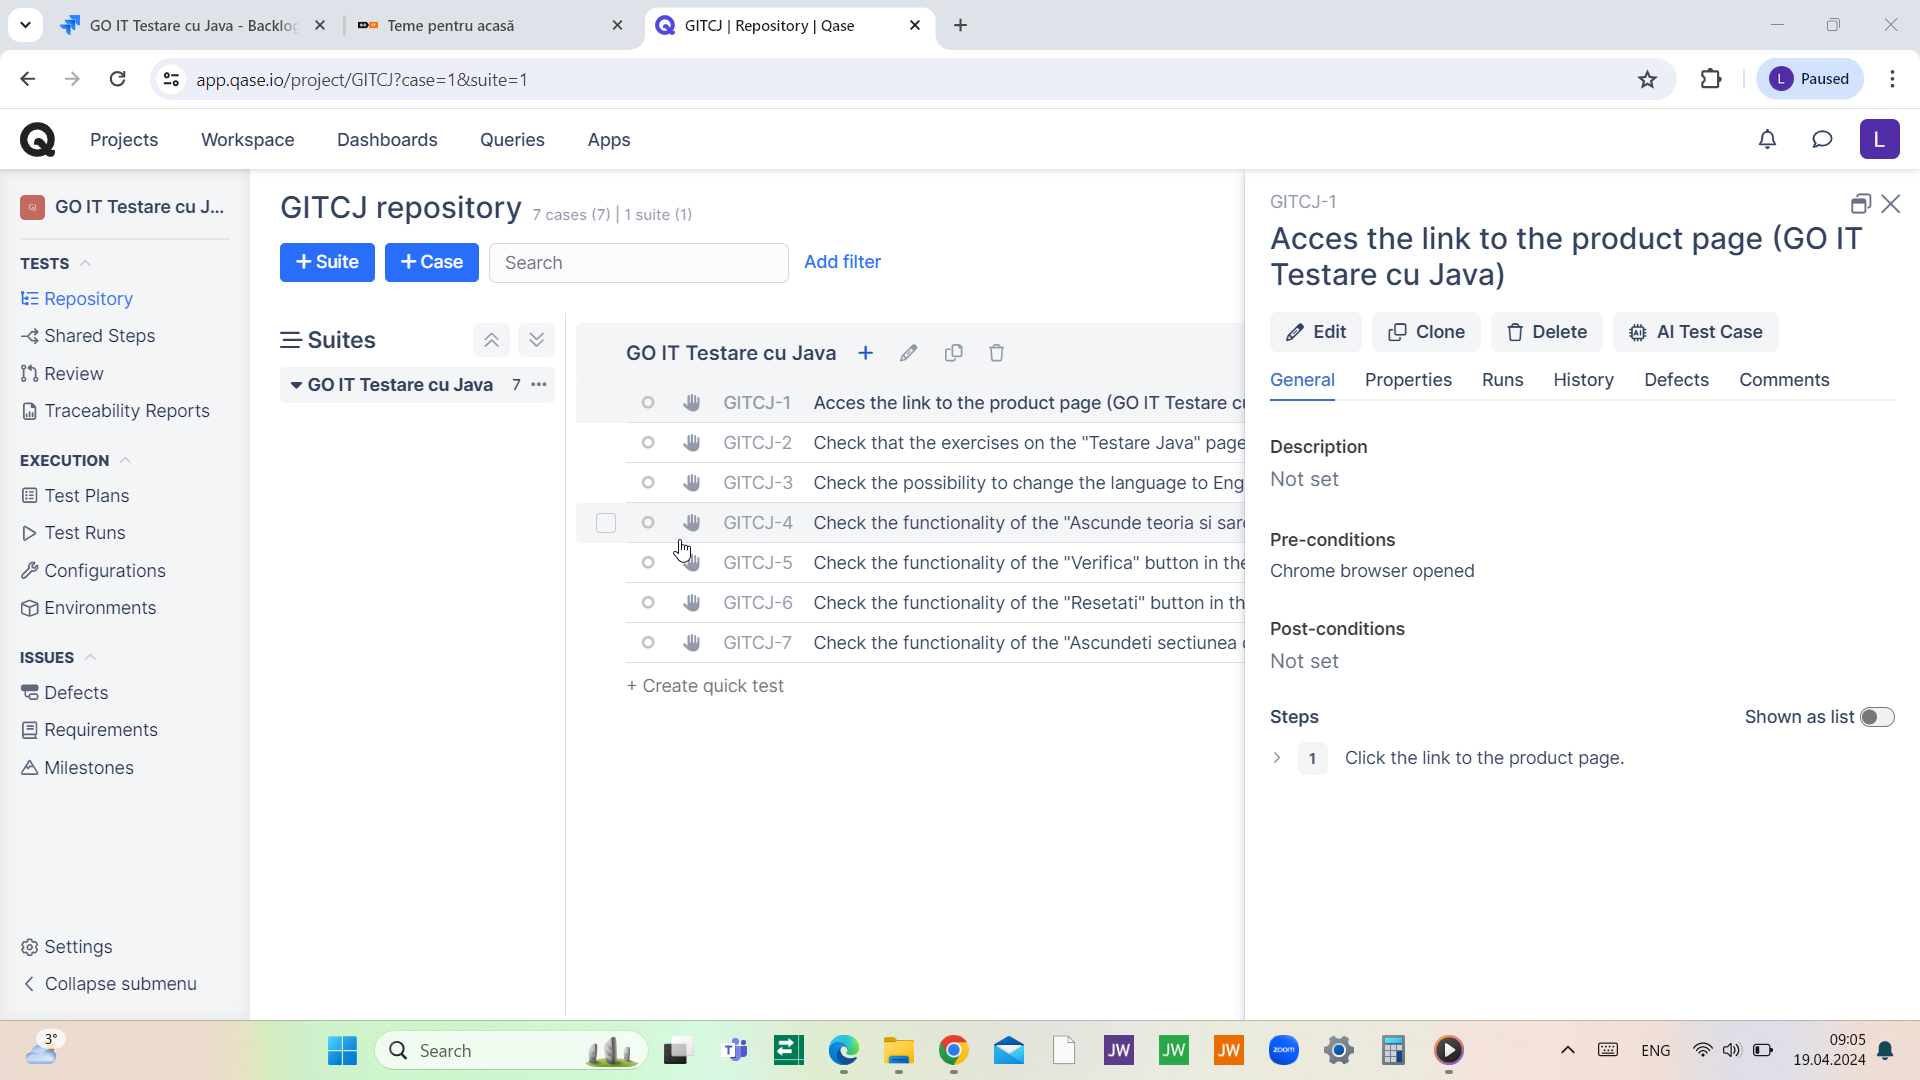 GO IT Testare cu Java - Backlog
Teme pentru acasă
GITCJ | Repository | Qase
app.qase.io/project/GITCJ?case=1&suite=1
L Paused
Projects
Workspace
Dashboards
Queries
Apps
L
GJ GO IT Testare cu J...
TESTS
Repository
Shared Steps
Review
Traceability Reports
EXECUTION
Test Plans
Test Runs
Configurations
Environments
ISSUES
Defects
Requirements
Milestones
Settings
Collapse submenu
GITCJ repository 7 cases (7) | 1 suite (1)
+ Suite
+ Case
Search
Add filter
Suites
GO IT Testare cu Java 7
GO IT Testare cu Java
GITCJ-1 Acces the link to the product page (GO IT Testare cu
GITCJ-2 Check that the exercises on the "Testare Java" page
GITCJ-3 Check the possibility to change the language to Eng
GITCJ-4 Check the functionality of the "Ascunde teoria si sar
GITCJ-5 Check the functionality of the "Verifica" button in the
GITCJ-6 Check the functionality of the "Resetati" button in th
GITCJ-7 Check the functionality of the "Ascundeti sectiunea
+ Create quick test
GITCJ-1
Acces the link to the product page (GO IT
Testare cu Java)
Edit
Clone
Delete
AI Test Case
General
Properties
Runs
History
Defects
Comments
Description
Not set
Pre-conditions
Chrome browser opened
Post-conditions
Not set
Steps
Shown as list
1 Click the link to the product page.
3°
Search
JW
JW
JW
zoom
ENG
09:05
19.04.2024